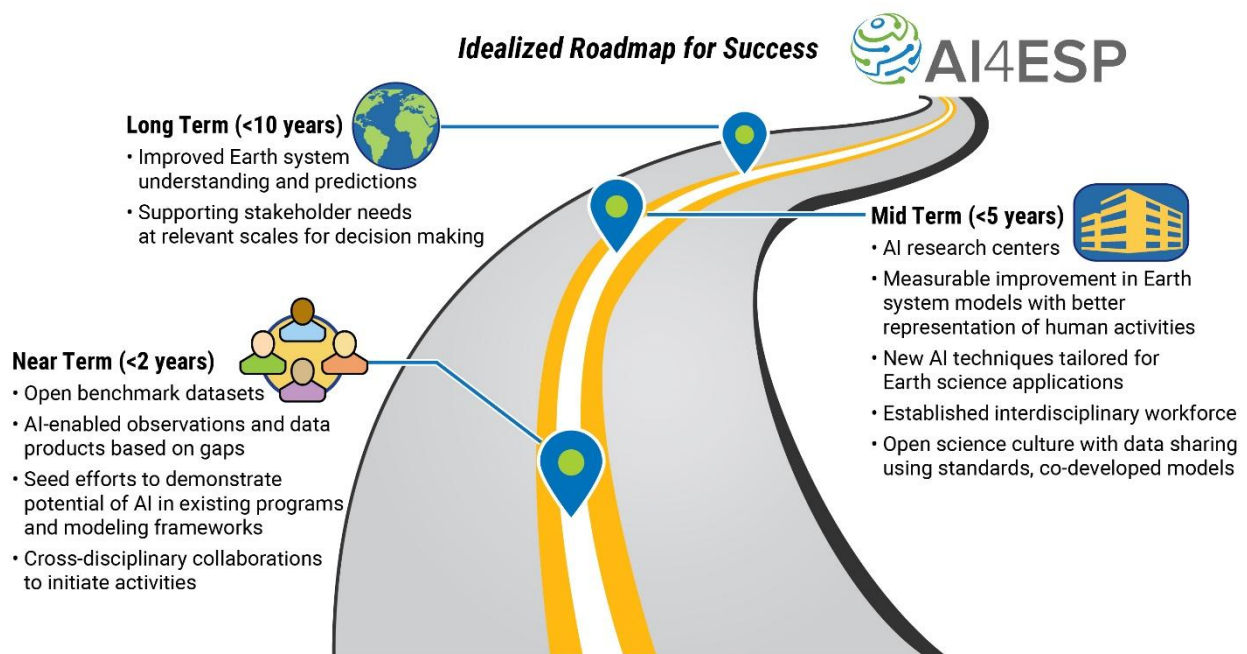 Idealized Roadmap for Success
AI4ESP
Long Term (<10 years)
• Improved Earth system
understanding and predictions
• Supporting stakeholder needs
at relevant scales for decision making
Mid Term (<5 years)
• AI research centers
• Measurable improvement in Earth
system models with better
representation of human activities
• New AI techniques tailored for
Earth science applications
• Established interdisciplinary workforce
• Open science culture with data sharing
using standards, co-developed models
Near Term (<2 years)
• Open benchmark datasets
• AI-enabled observations and data
products based on gaps
• Seed efforts to demonstrate
potential of AI in existing programs
and modeling frameworks
• Cross-disciplinary collaborations
to initiate activities